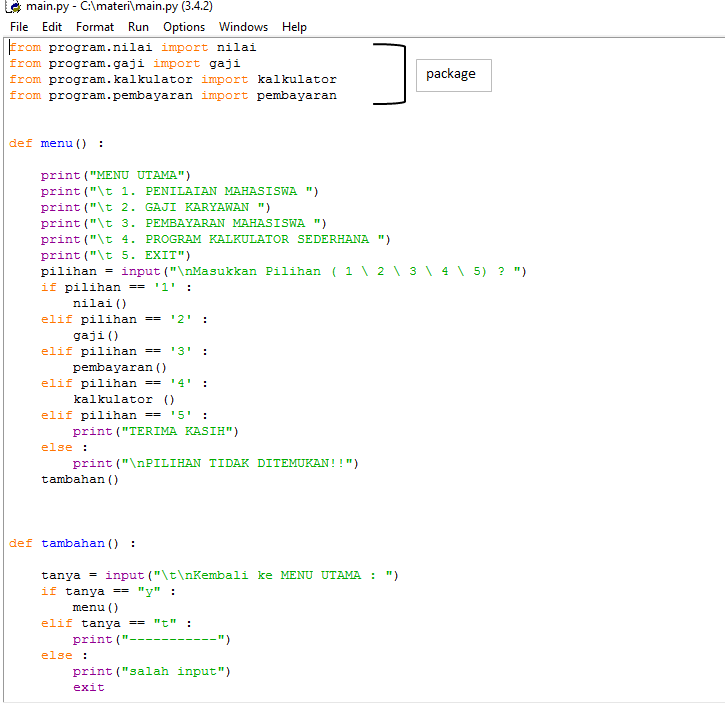 main.py - C:\materi\main.py (3.4.2)
File Edit Format Run Options Windows Help
from program.nilai import nilai
from program.gaji import gaji
from program.kalkulator import kalkulator
from program.pembayaran import pembayaran
package
def menu() :
    print("MENU UTAMA")
    print("\t 1. PENILAIAN MAHASISWA ")
    print("\t 2. GAJI KARYAWAN ")
    print("\t 3. PEMBAYARAN MAHASISWA ")
    print("\t 4. PROGRAM KALKULATOR SEDERHANA ")
    print("\t 5. EXIT")
    pilihan = input("\nMasukkan Pilihan ( 1 \ 2 \ 3 \ 4 \ 5) ? ")
    if pilihan == '1' :
        nilai()
    elif pilihan == '2' :
        gaji()
    elif pilihan == '3' :
        pembayaran()
    elif pilihan == '4' :
        kalkulator ()
    elif pilihan == '5' :
        print("TERIMA KASIH")
    else :
        print("\nPILIHAN TIDAK DITEMUKAN!!")
    tambahan()
def tambahan() :
    tanya = input("\t\nKembali ke MENU UTAMA : ")
    if tanya == "y" :
        menu()
    elif tanya == "t" :
        print("-----------")
    else :
        print("salah input")
        exit